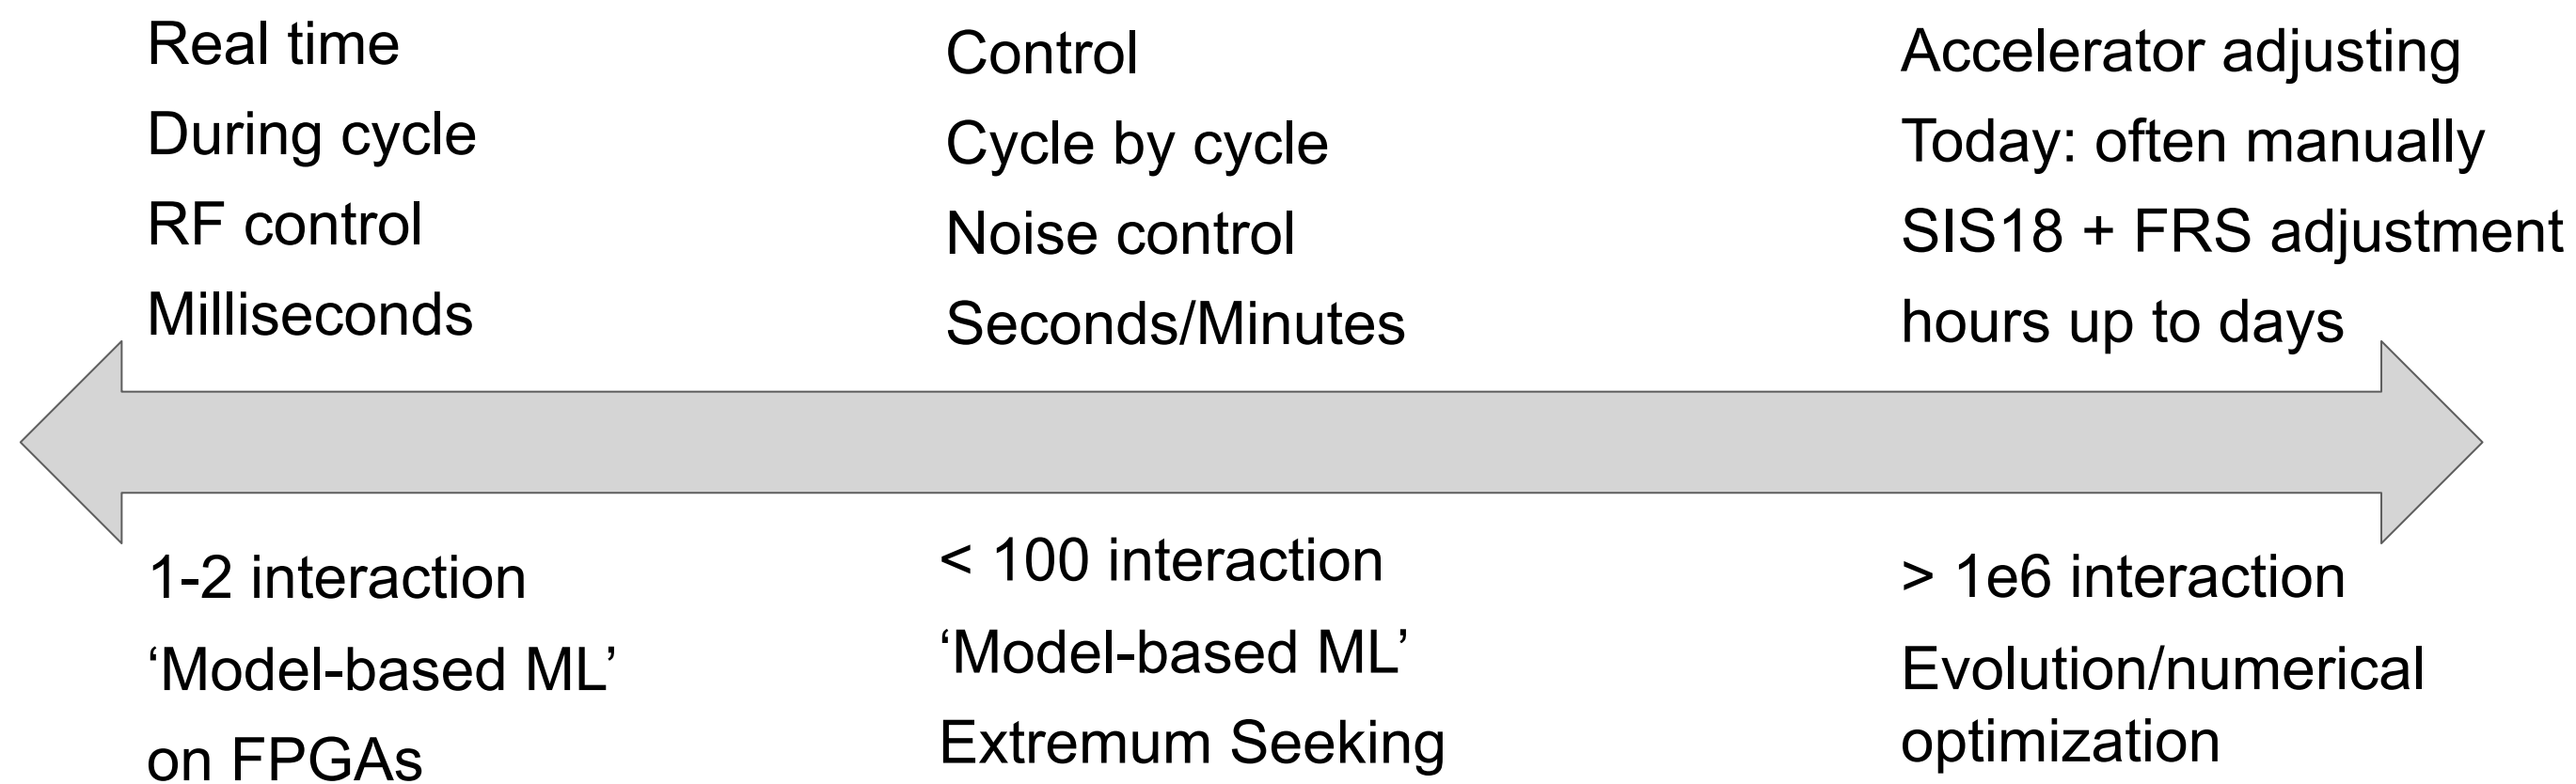 Real time
During cycle
RF control
Milliseconds
Control
Cycle by cycle
Noise control
Seconds/Minutes
Accelerator adjusting
Today: often manually
SIS18 + FRS adjustment
hours up to days
1-2 interaction
‘Model-based ML’
on FPGAs
< 100 interaction
‘Model-based ML’
Extremum Seeking
> 1e6 interaction
Evolution/numerical
optimization